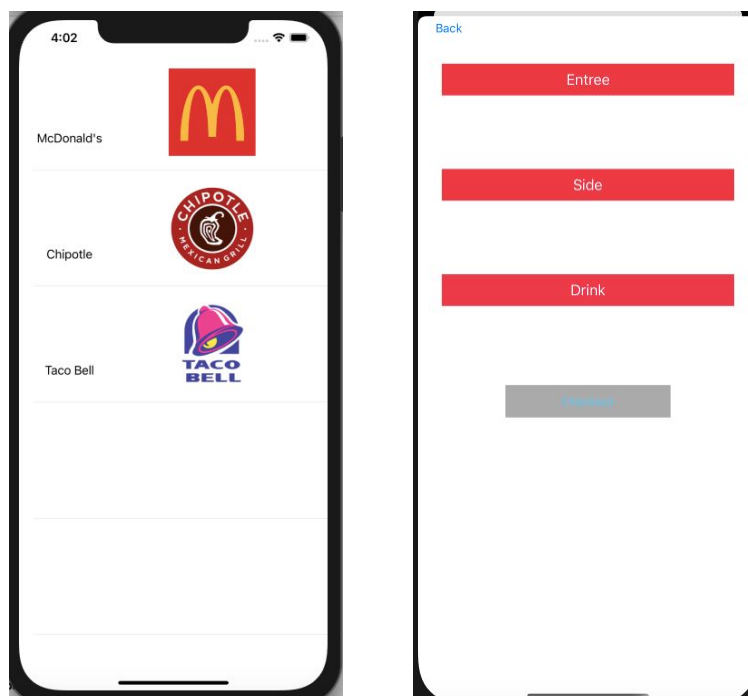 4:02
McDonald's
CHIPOTLE
MEXICAN GRILL
Chipotle
TACO
BELL
Taco Bell
Back
Entree
Side
Drink